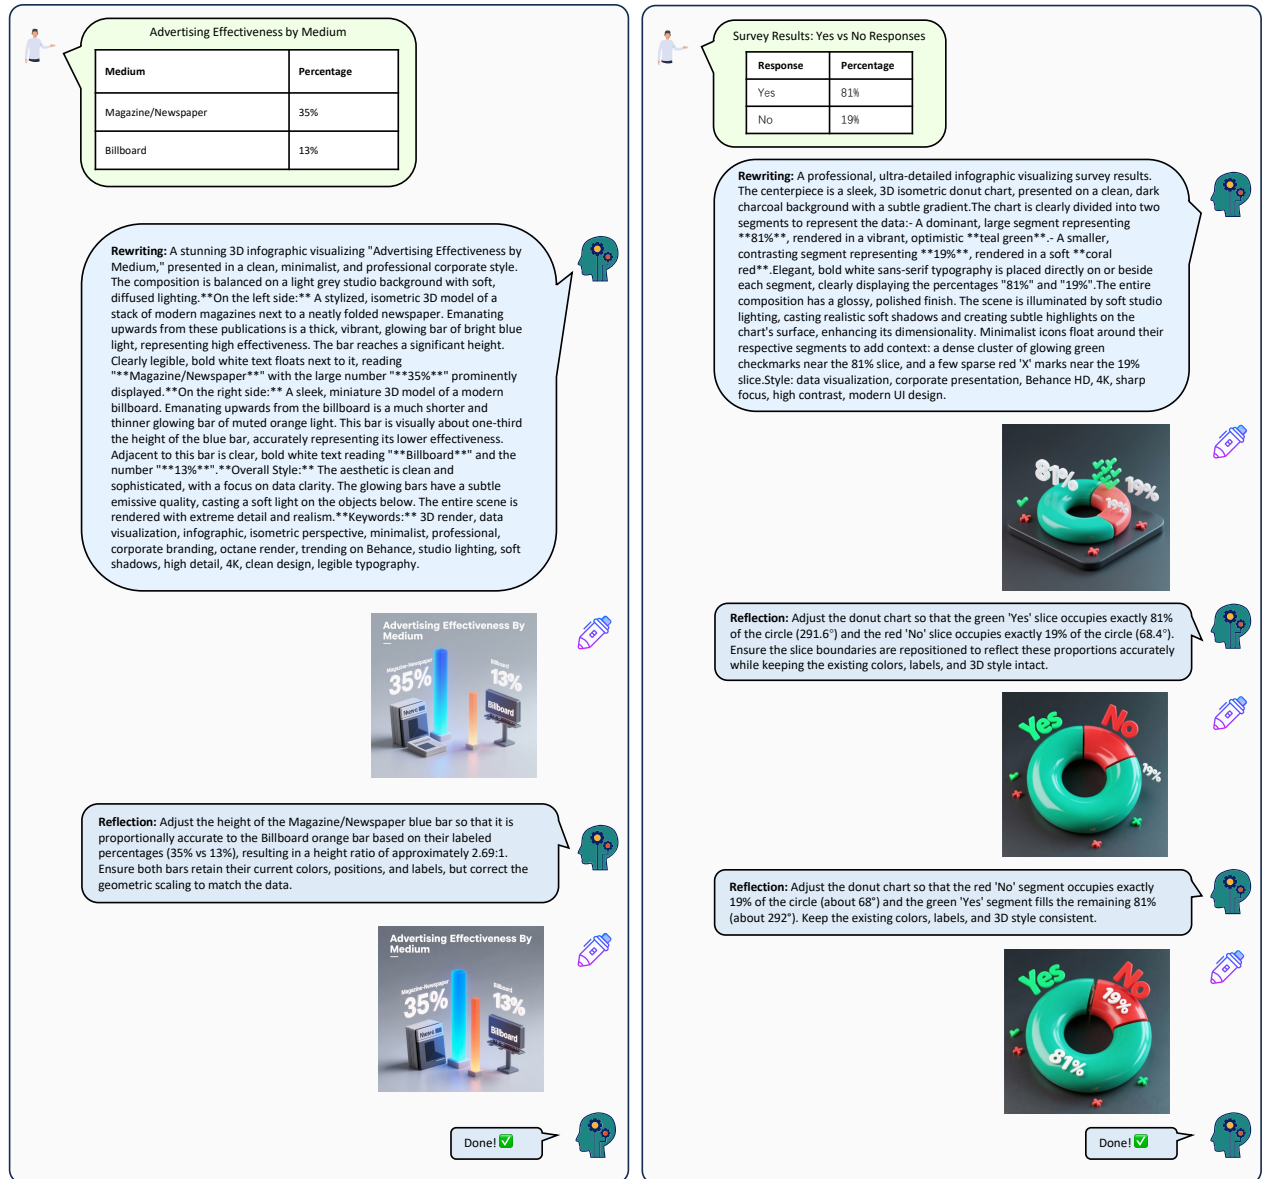 Advertising Effectiveness by Medium
Medium Percentage
Magazine/Newspaper 35%
Billboard 13%
Rewriting: A stunning 3D infographic visualizing "Advertising Effectiveness by
Medium," presented in a clean, minimalist, and professional corporate style.
The composition is balanced on a light grey studio background with soft,
diffused lighting.**On the left side:** A stylized, isometric 3D model of a
stack of modern magazines next to a neatly folded newspaper. Emanating
upwards from these publications is a thick, vibrant, glowing bar of bright blue
light, representing high effectiveness. The bar reaches a significant height.
Clearly legible, bold white text floats next to it, reading
"**Magazine/Newspaper**" with the large number "**35%**" prominently
displayed.**On the right side:** A sleek, miniature 3D model of a modern
billboard. Emanating upwards from the billboard is a much shorter and
thinner glowing bar of muted orange light. This bar is visually about one-third
the height of the blue bar, accurately representing its lower effectiveness.
Adjacent to this bar is clear, bold white text reading "**Billboard**" and the
number "**13%**".**Overall Style:** The aesthetic is clean and
sophisticated, with a focus on data clarity. The glowing bars have a subtle
emissive quality, casting a soft light on the objects below. The entire scene is
rendered with extreme detail and realism.**Keywords:** 3D render, data
visualization, infographic, isometric perspective, minimalist, professional,
corporate branding, octane render, trending on Behance, studio lighting, soft
shadows, high detail, 4K, clean design, legible typography.
Advertising Effectiveness By
Medium
Magazine-Newspaper
35%
Billboard
13%
Billboard
Reflection: Adjust the height of the Magazine/Newspaper blue bar so that it is
proportionally accurate to the Billboard orange bar based on their labeled
percentages (35% vs 13%), resulting in a height ratio of approximately 2.69:1.
Ensure both bars retain their current colors, positions, and labels, but correct the
geometric scaling to match the data.
Advertising Effectiveness By
Medium
Magazine-Newspaper
35%
Billboard
13%
Billboard
Done!
Survey Results: Yes vs No Responses
Response Percentage
Yes 81%
No 19%
Rewriting: A professional, ultra-detailed infographic visualizing survey results.
The centerpiece is a sleek, 3D isometric donut chart, presented on a clean, dark
charcoal background with a subtle gradient.The chart is clearly divided into two
segments to represent the data:- A dominant, large segment representing
**81%**, rendered in a vibrant, optimistic **teal green**.- A smaller,
contrasting segment representing **19%**, rendered in a soft **coral
red**.Elegant, bold white sans-serif typography is placed directly on or beside
each segment, clearly displaying the percentages "81%" and "19%".The entire
composition has a glossy, polished finish. The scene is illuminated by soft studio
lighting, casting realistic soft shadows and creating subtle highlights on the
chart's surface, enhancing its dimensionality. Minimalist icons float around their
respective segments to add context: a dense cluster of glowing green
checkmarks near the 81% slice, and a few sparse red 'X' marks near the 19%
slice.Style: data visualization, corporate presentation, Behance HD, 4K, sharp
focus, high contrast, modern UI design.
81%
19%
19%
Reflection: Adjust the donut chart so that the green 'Yes' slice occupies exactly 81%
of the circle (291.6°) and the red 'No' slice occupies exactly 19% of the circle (68.4°).
Ensure the slice boundaries are repositioned to reflect these proportions accurately
while keeping the existing colors, labels, and 3D style intact.
Yes No
19%
Reflection: Adjust the donut chart so that the red 'No' segment occupies exactly
19% of the circle (about 68°) and the green 'Yes' segment fills the remaining 81%
(about 292°). Keep the existing colors, labels, and 3D style consistent.
Yes No
19%
81%
Done!